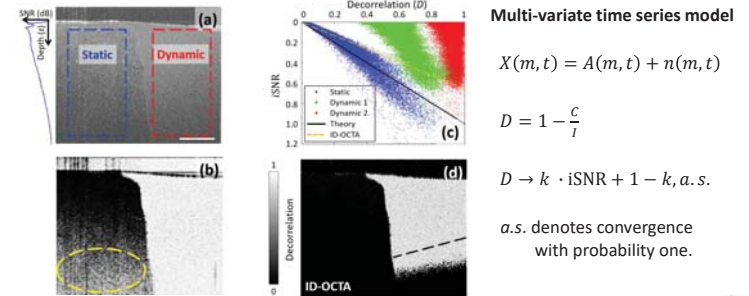 SNR (dB)
Depth (z)
(a)
Static
Dynamic
(b)
Decorrelation (D)
0 0.2 0.4 0.6 0.8 1
iSNR
0
0.2
0.4
0.6
0.8
1.0
1.2
Static
Dynamic 1
Dynamic 2
Theory
ID-OCTA
(c)
1
Decorrelation
0
(d)
ID-OCTA
Multi-variate time series model
X(m, t) = A(m, t) + n(m, t)
D = 1 − C/I
D → k · iSNR + 1 − k, a. s.
a.s. denotes convergence
with probability one.